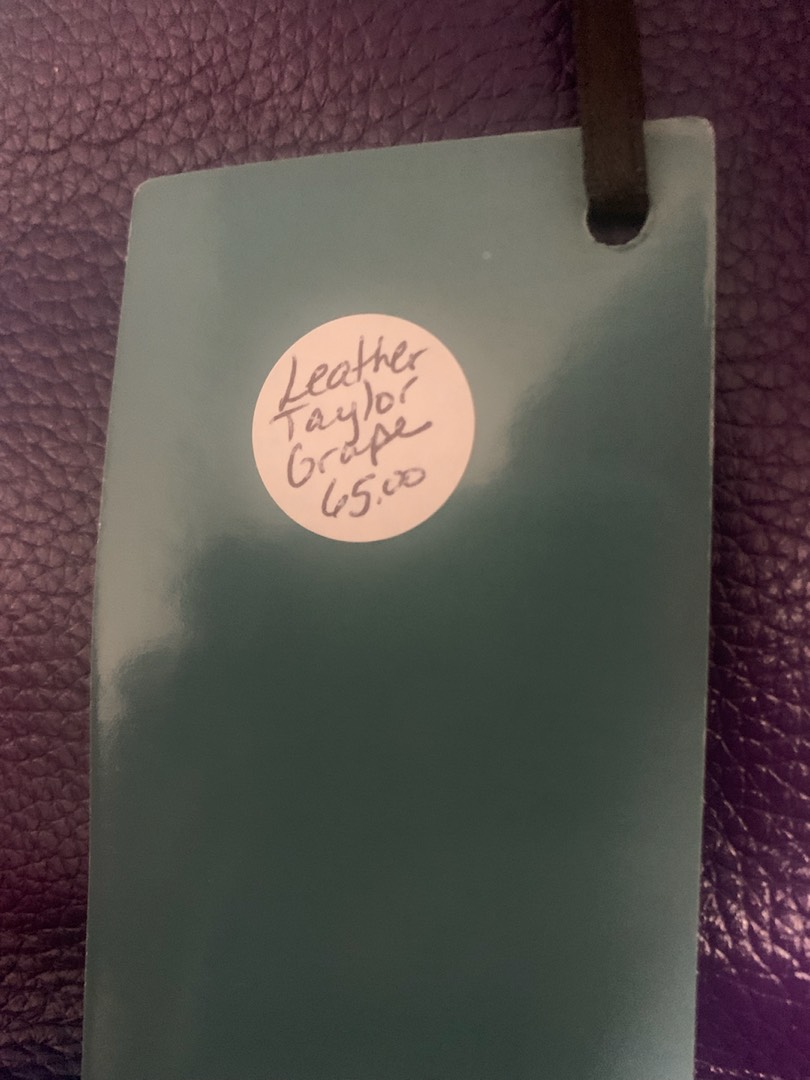 Leather
Taylor
Grape
65.00